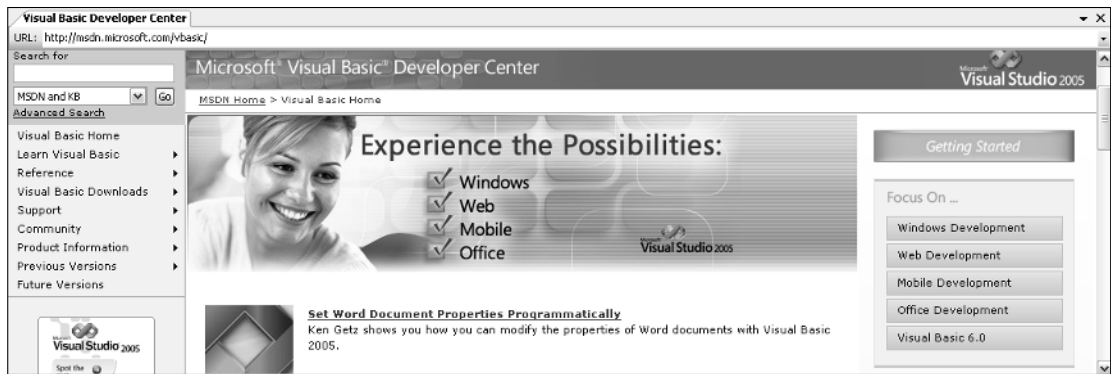 Visual Basic Developer Center
URL: http://msdn.microsoft.com/vbasic/
Search for
MSDN and KB
Go
Advanced Search
Visual Basic Home
Learn Visual Basic
Reference
Visual Basic Downloads
Support
Community
Product Information
Previous Versions
Future Versions
Microsoft
Visual Studio 2005
Spot the
Microsoft® Visual Basic® Developer Center
Microsoft
Visual Studio 2005
MSDN Home > Visual Basic Home
Experience the Possibilities:
Windows
Web
Mobile
Office
Microsoft
Visual Studio 2005
Set Word Document Properties Programmatically
Ken Getz shows you how you can modify the properties of Word documents with Visual Basic
2005.
Getting Started
Focus On ...
Windows Development
Web Development
Mobile Development
Office Development
Visual Basic 6.0